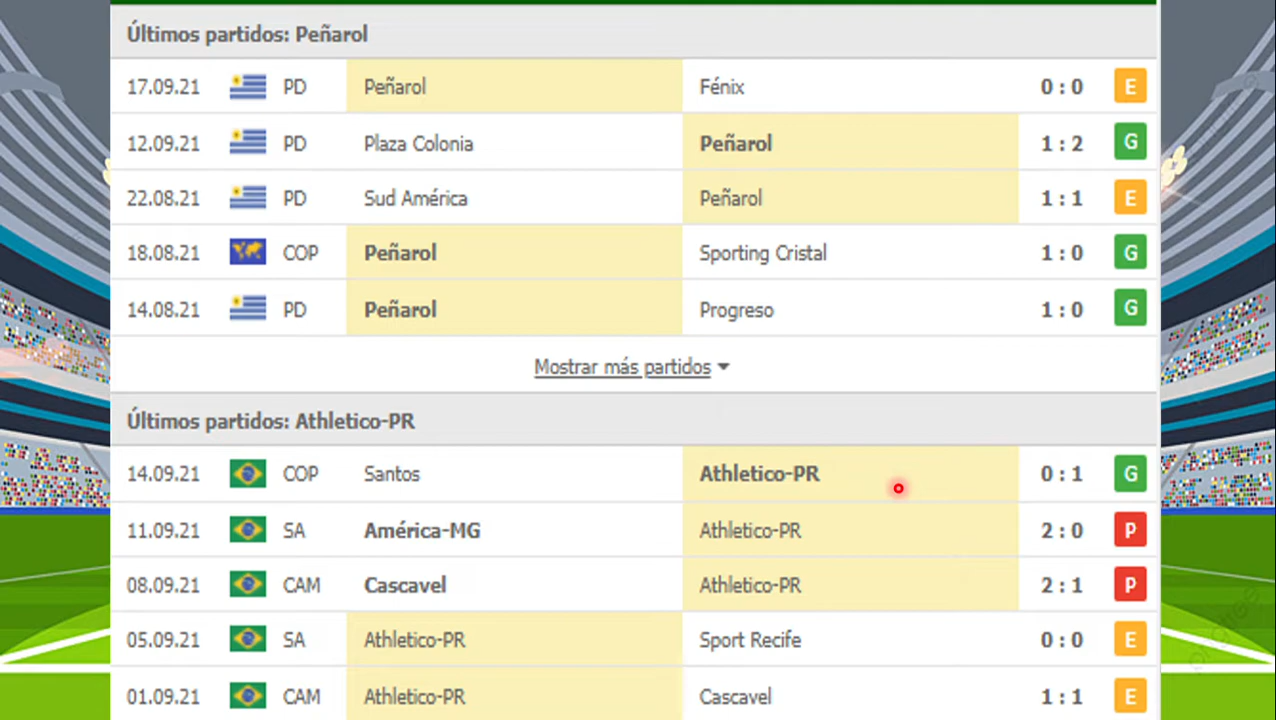 Últimos partidos: Peñarol
17.09.21 PD Peñarol Fénix 0 : 0 E
12.09.21 PD Plaza Colonia Peñarol 1 : 2 G
22.08.21 PD Sud América Peñarol 1 : 1 E
18.08.21 COP Peñarol Sporting Cristal 1 : 0 G
14.08.21 PD Peñarol Progreso 1 : 0 G
Mostrar más partidos
Últimos partidos: Athletico-PR
14.09.21 COP Santos Athletico-PR 0 : 1 G
11.09.21 SA América-MG Athletico-PR 2 : 0 P
08.09.21 CAM Cascavel Athletico-PR 2 : 1 P
05.09.21 SA Athletico-PR Sport Recife 0 : 0 E
01.09.21 CAM Athletico-PR Cascavel 1 : 1 E